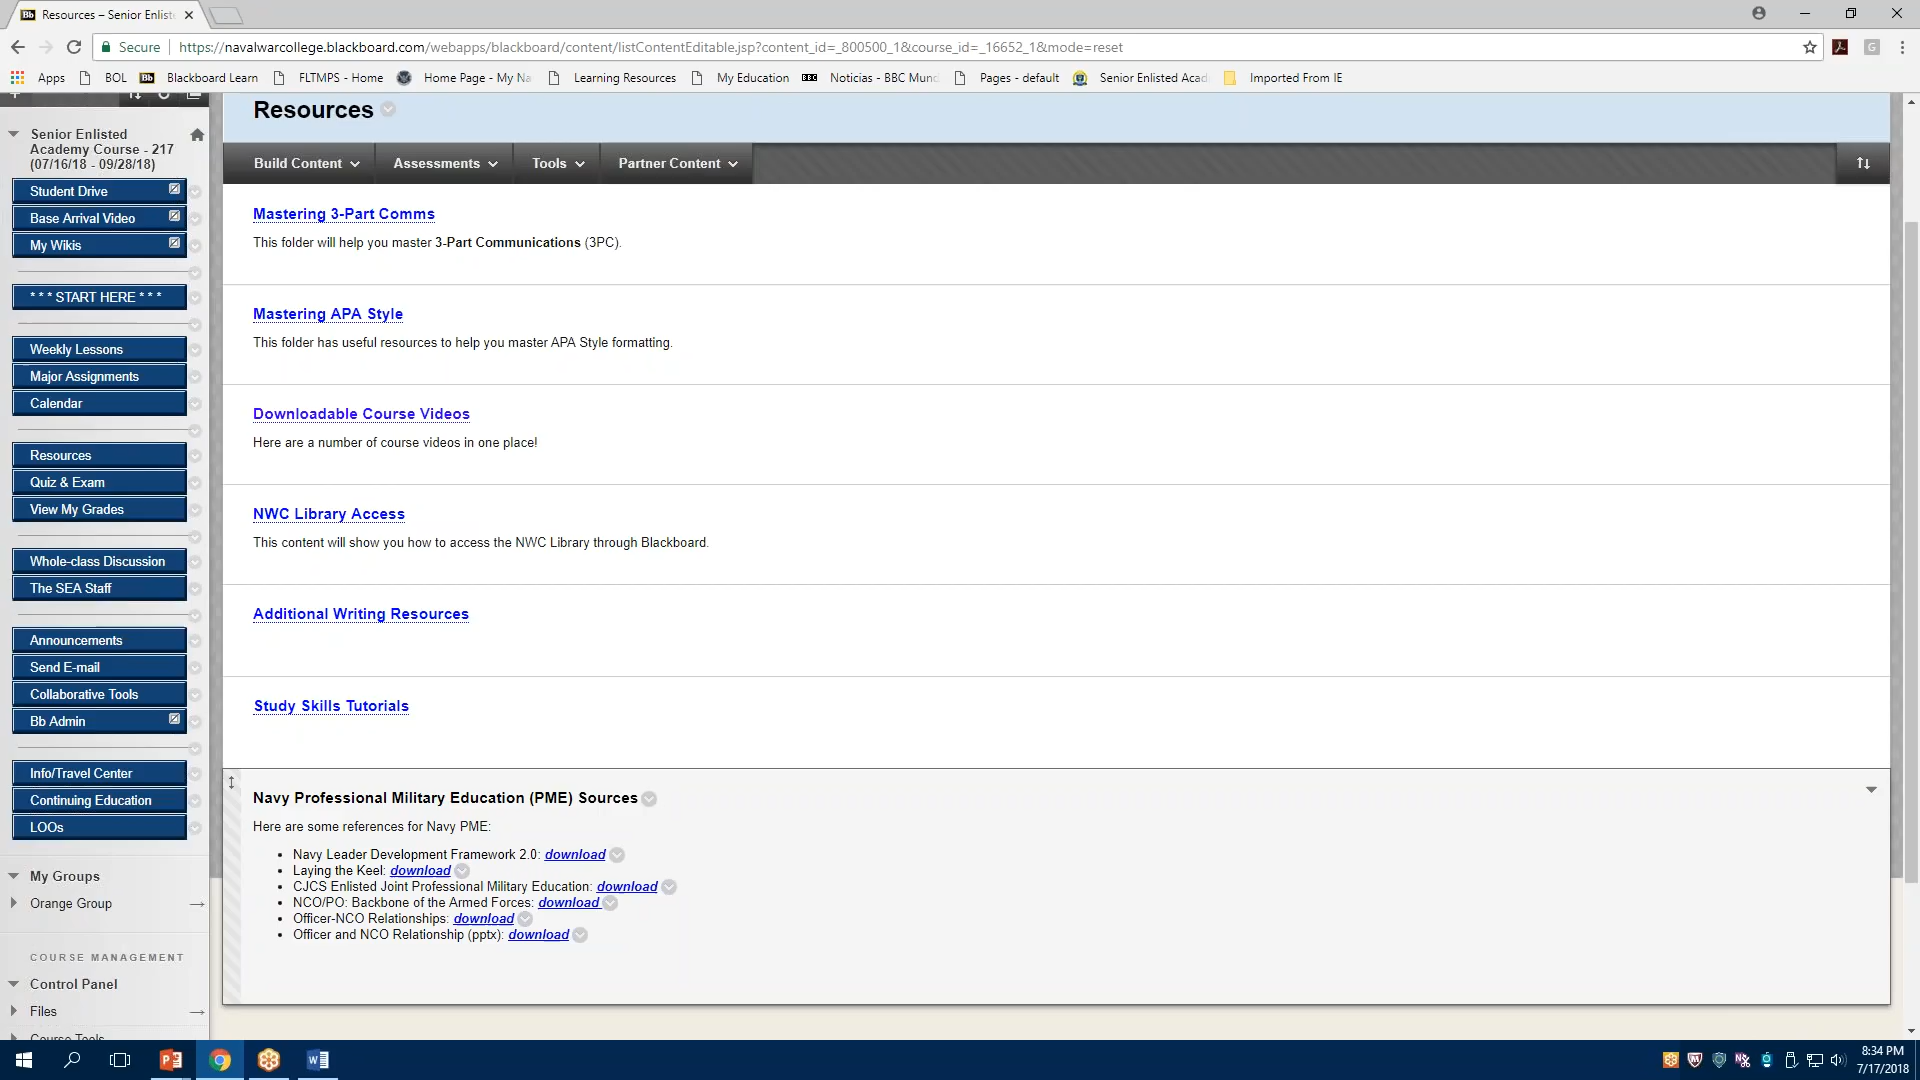 Resources – Senior Enliste
Secure https://navalwarcollege.blackboard.com/webapps/blackboard/content/listContentEditable.jsp?content_id=_800500_1&course_id=_16652_1&mode=reset
Apps BOL Bb Blackboard Learn FLTMPS - Home Home Page - My Na Learning Resources My Education BBC Noticias - BBC Mund Pages - default Senior Enlisted Acad Imported From IE
Resources
Build Content Assessments Tools Partner Content
Senior Enlisted
Academy Course - 217
(07/16/18 - 09/28/18)
Student Drive
Base Arrival Video
My Wikis
* * * START HERE * * *
Weekly Lessons
Major Assignments
Calendar
Resources
Quiz & Exam
View My Grades
Whole-class Discussion
The SEA Staff
Announcements
Send E-mail
Collaborative Tools
Bb Admin
Info/Travel Center
Continuing Education
LOOs
My Groups
Orange Group
COURSE MANAGEMENT
Control Panel
Files
Course Tools
Mastering 3-Part Comms
This folder will help you master 3-Part Communications (3PC).
Mastering APA Style
This folder has useful resources to help you master APA Style formatting.
Downloadable Course Videos
Here are a number of course videos in one place!
NWC Library Access
This content will show you how to access the NWC Library through Blackboard.
Additional Writing Resources
Study Skills Tutorials
Navy Professional Military Education (PME) Sources
Here are some references for Navy PME:
• Navy Leader Development Framework 2.0: download
• Laying the Keel: download
• CJCS Enlisted Joint Professional Military Education: download
• NCO/PO: Backbone of the Armed Forces: download
• Officer-NCO Relationships: download
• Officer and NCO Relationship (pptx): download
8:34 PM
7/17/2018